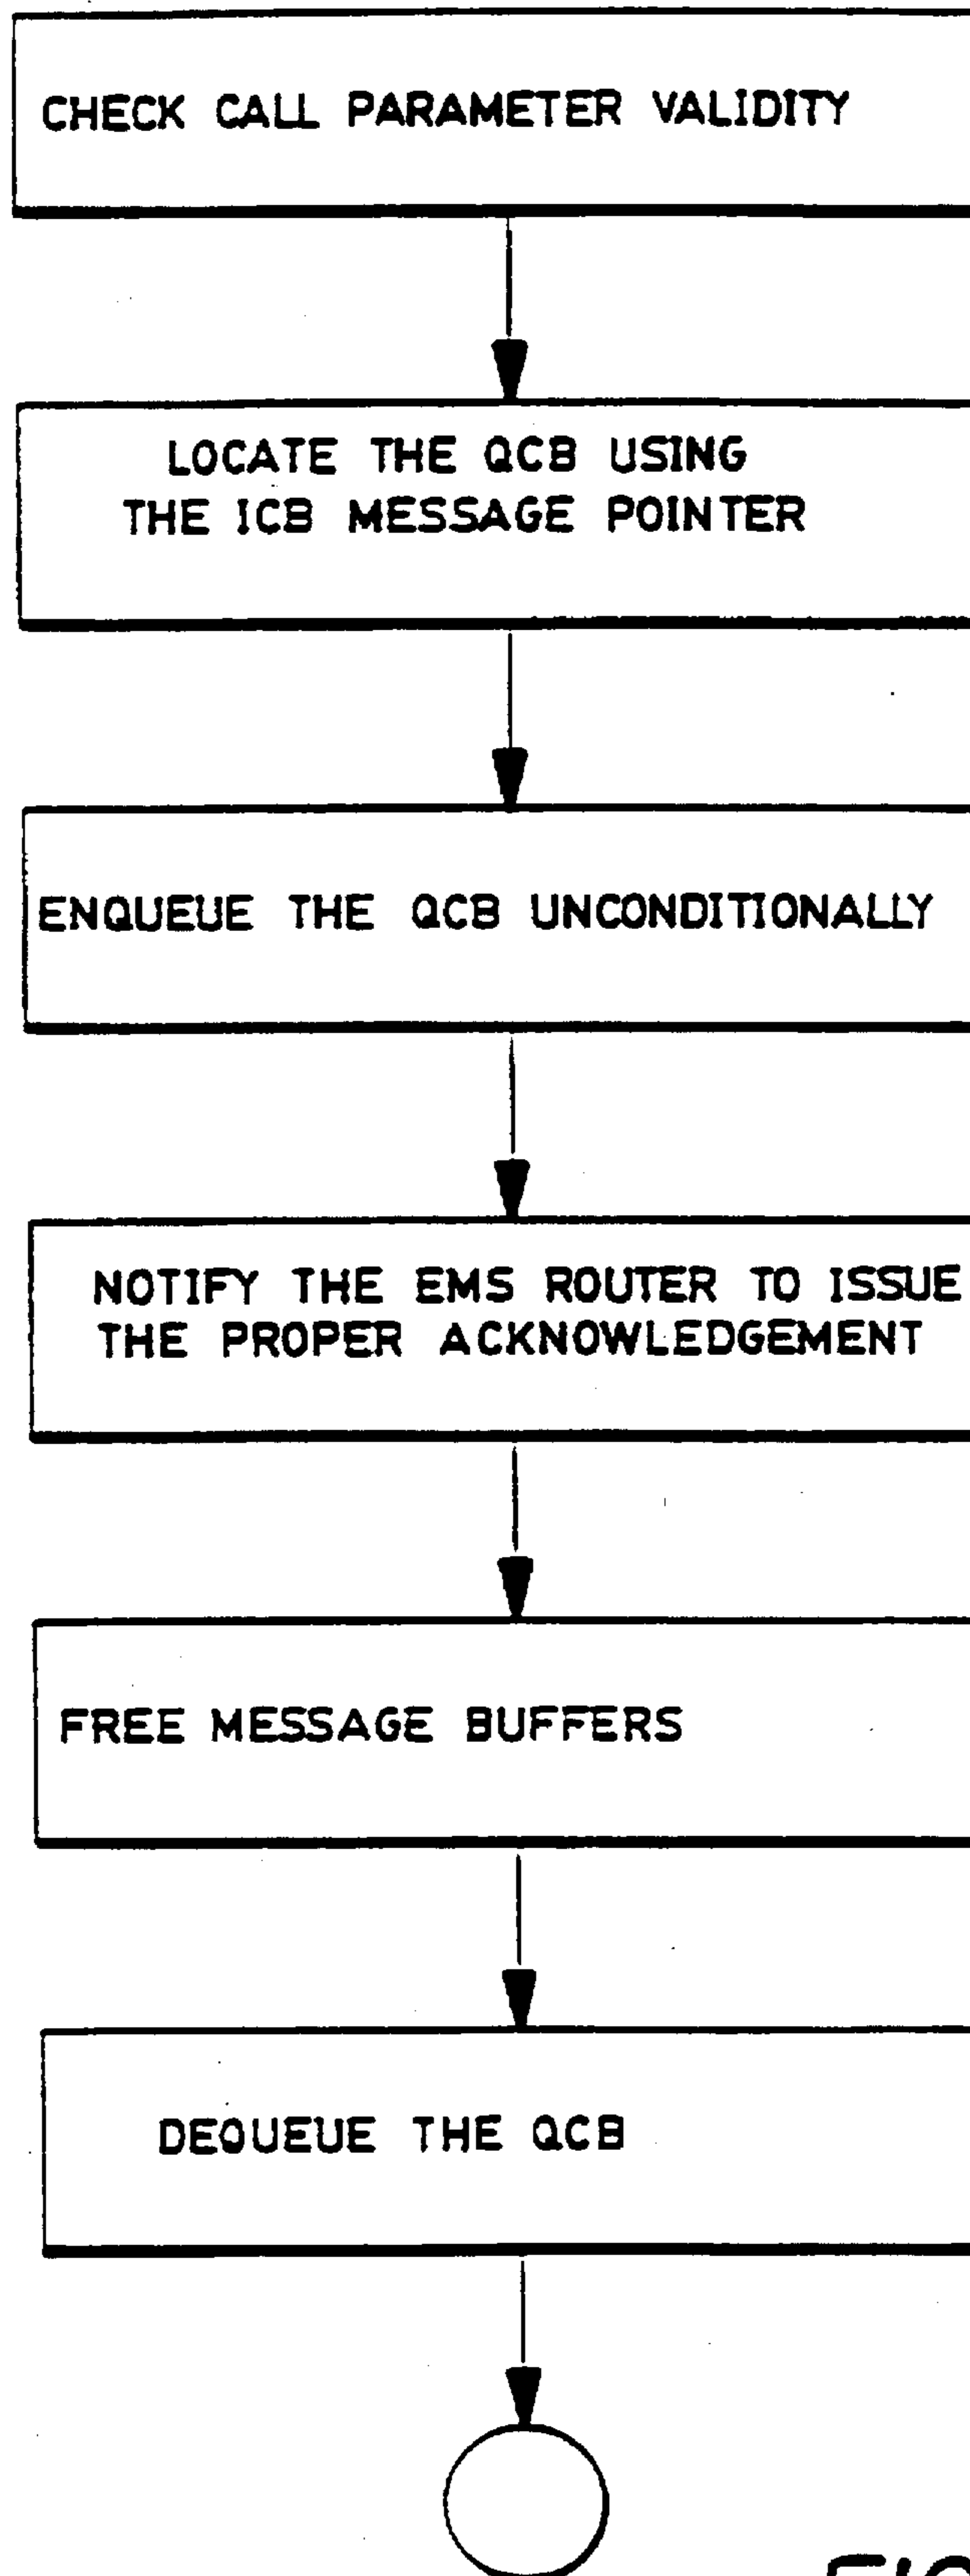 CHECK CALL PARAMETER VALIDITY
LOCATE THE QCB USING
THE ICB MESSAGE POINTER
ENQUEUE THE QCB UNCONDITIONALLY
NOTIFY THE EMS ROUTER TO ISSUE
THE PROPER ACKNOWLEDGEMENT
FREE MESSAGE BUFFERS
DEQUEUE THE QCB